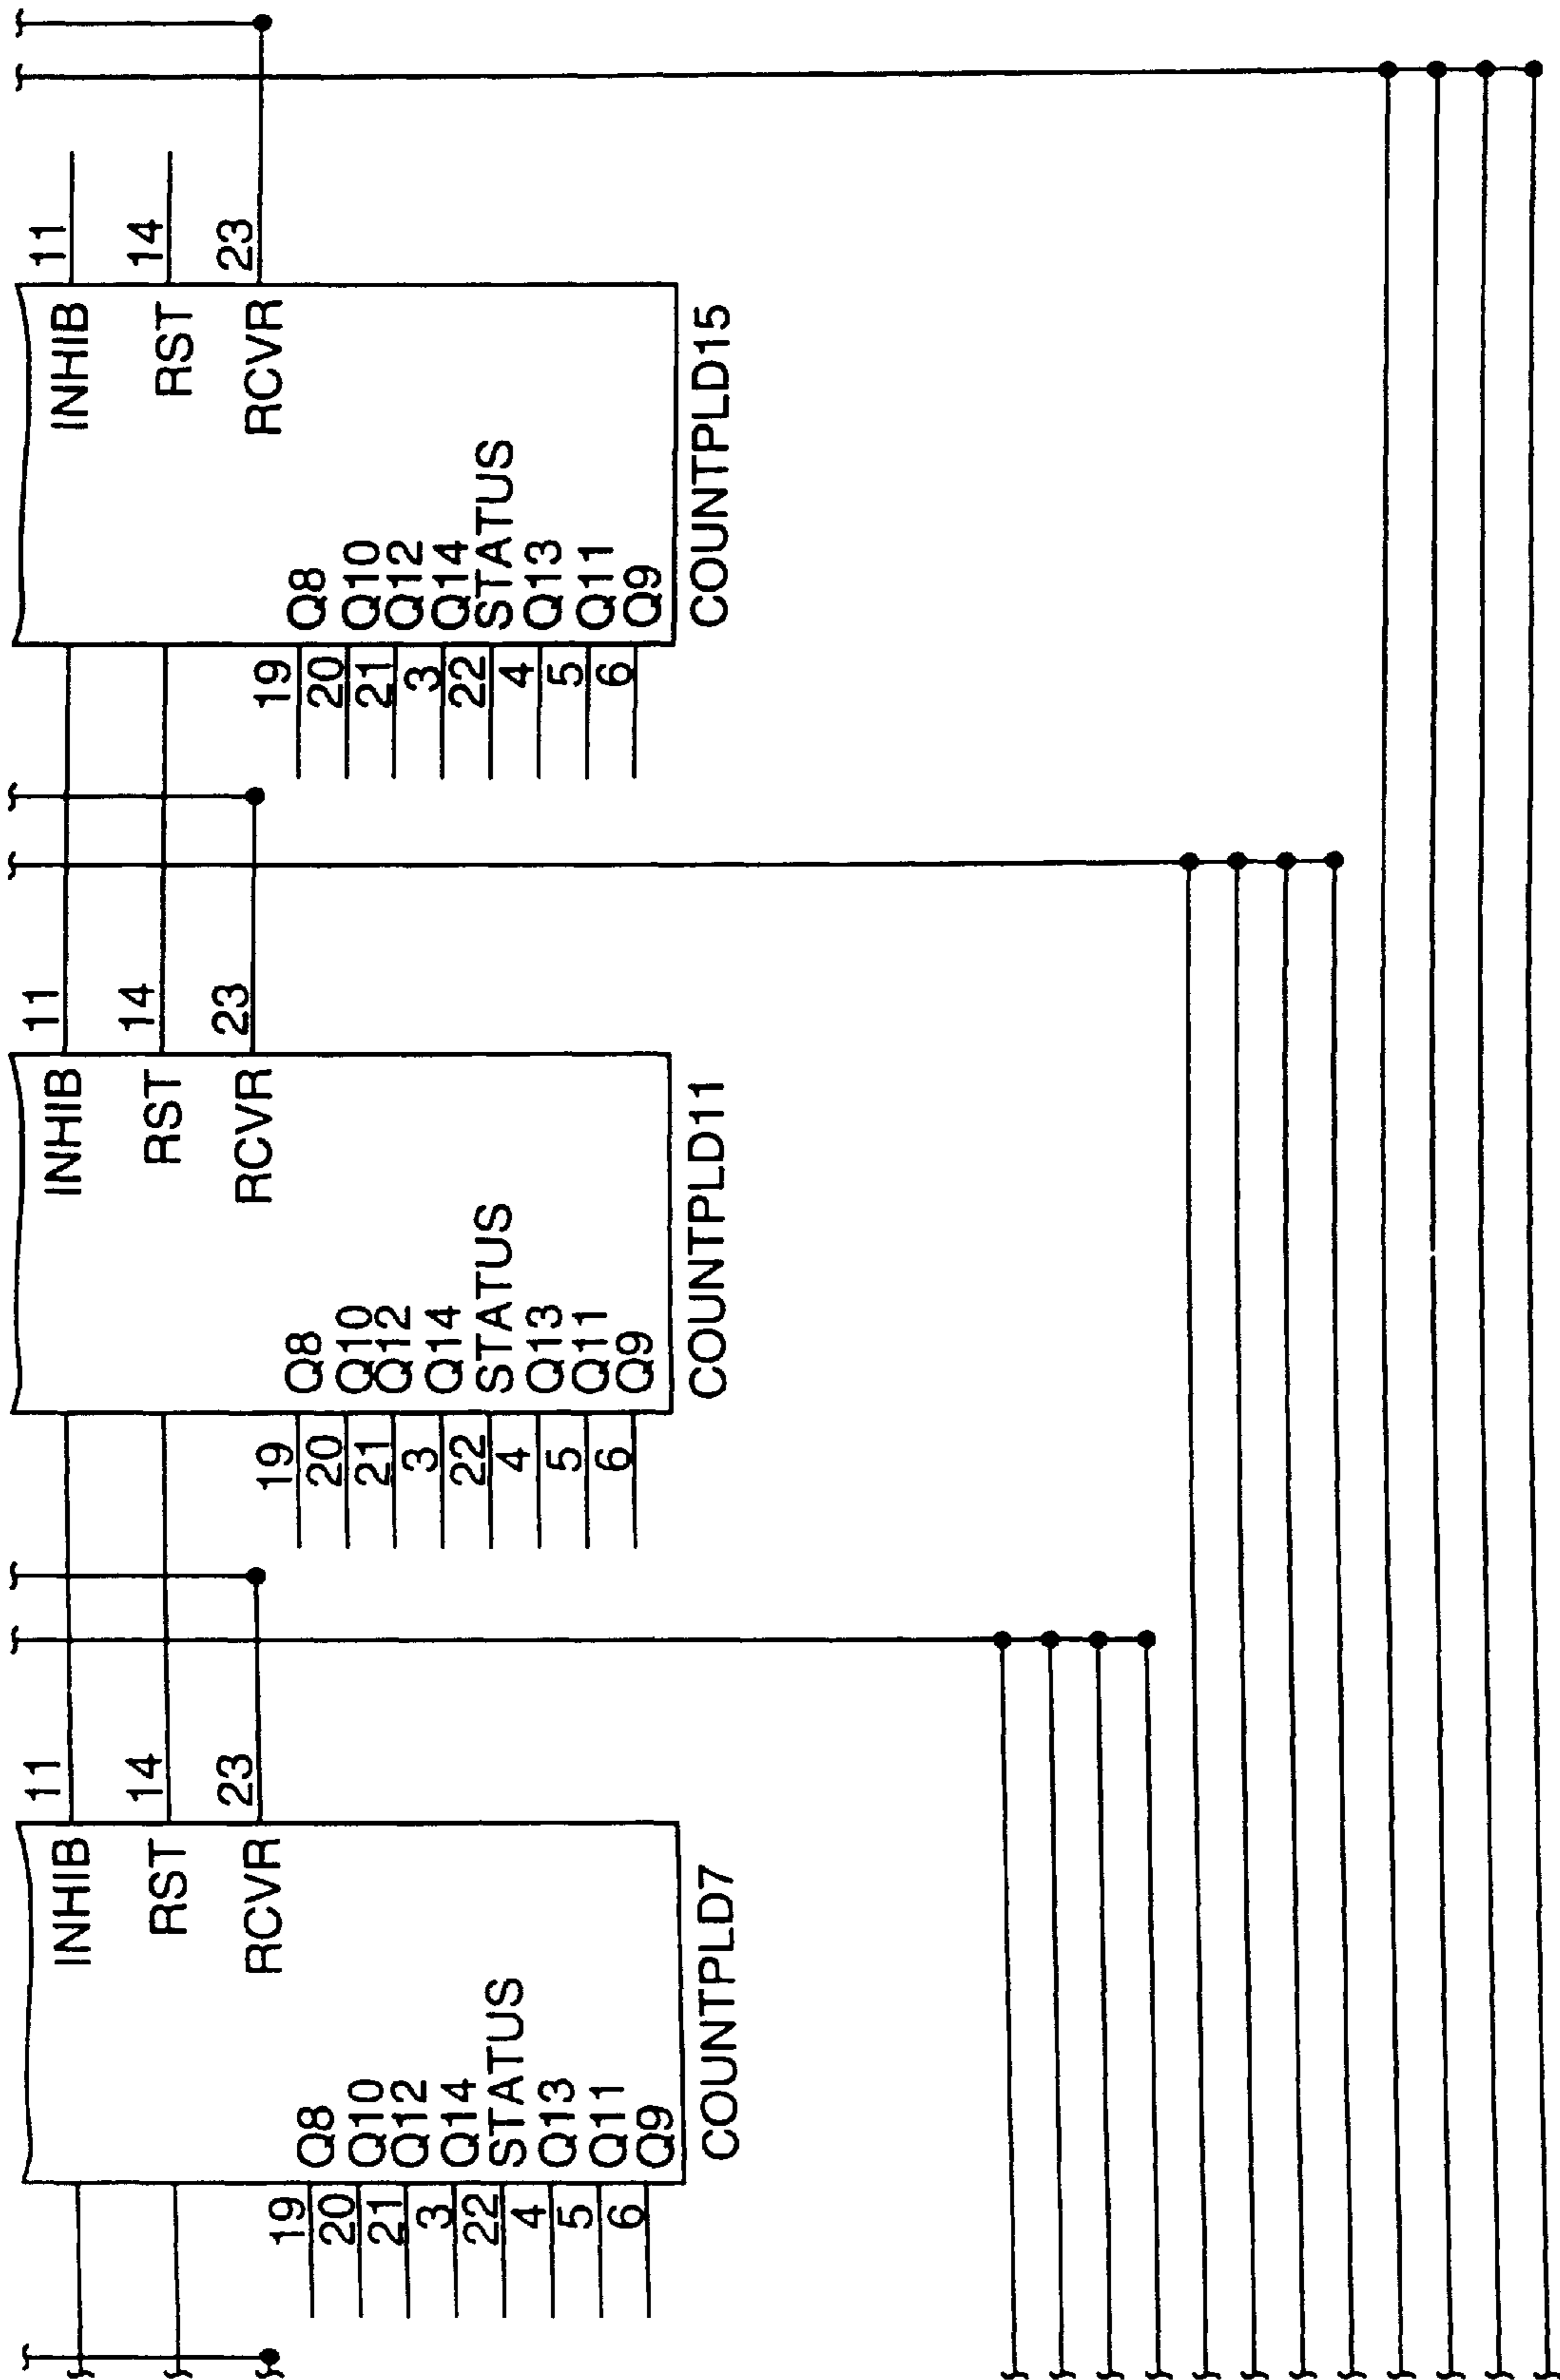 11
INHIB
14
RST
23
RCVR
19
Q8
20
Q10
21
Q12
3
Q14
22
STATUS
4
Q13
5
Q11
6
Q9
COUNTPLD7
11
INHIB
14
RST
23
RCVR
19
Q8
20
Q10
21
Q12
3
Q14
22
STATUS
4
Q13
5
Q11
6
Q9
COUNTPLD11
11
INHIB
14
RST
23
RCVR
19
Q8
20
Q10
21
Q12
3
Q14
22
STATUS
4
Q13
5
Q11
6
Q9
COUNTPLD15